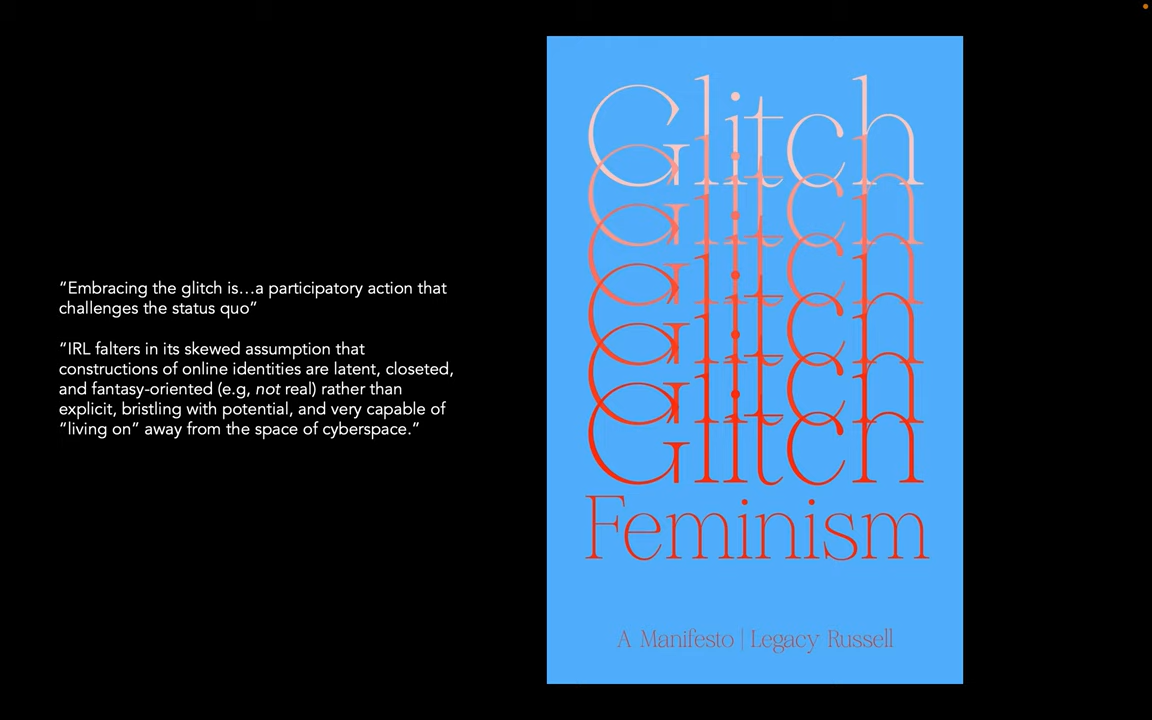 “Embracing the glitch is…a participatory action that
challenges the status quo”
“IRL falters in its skewed assumption that
constructions of online identities are latent, closeted,
and fantasy-oriented (e.g, not real) rather than
explicit, bristling with potential, and very capable of
“living on” away from the space of cyberspace.”
Glitch
Glitch
Glitch
Glitch
Glitch
Glitch
Feminism
A Manifesto | Legacy Russell